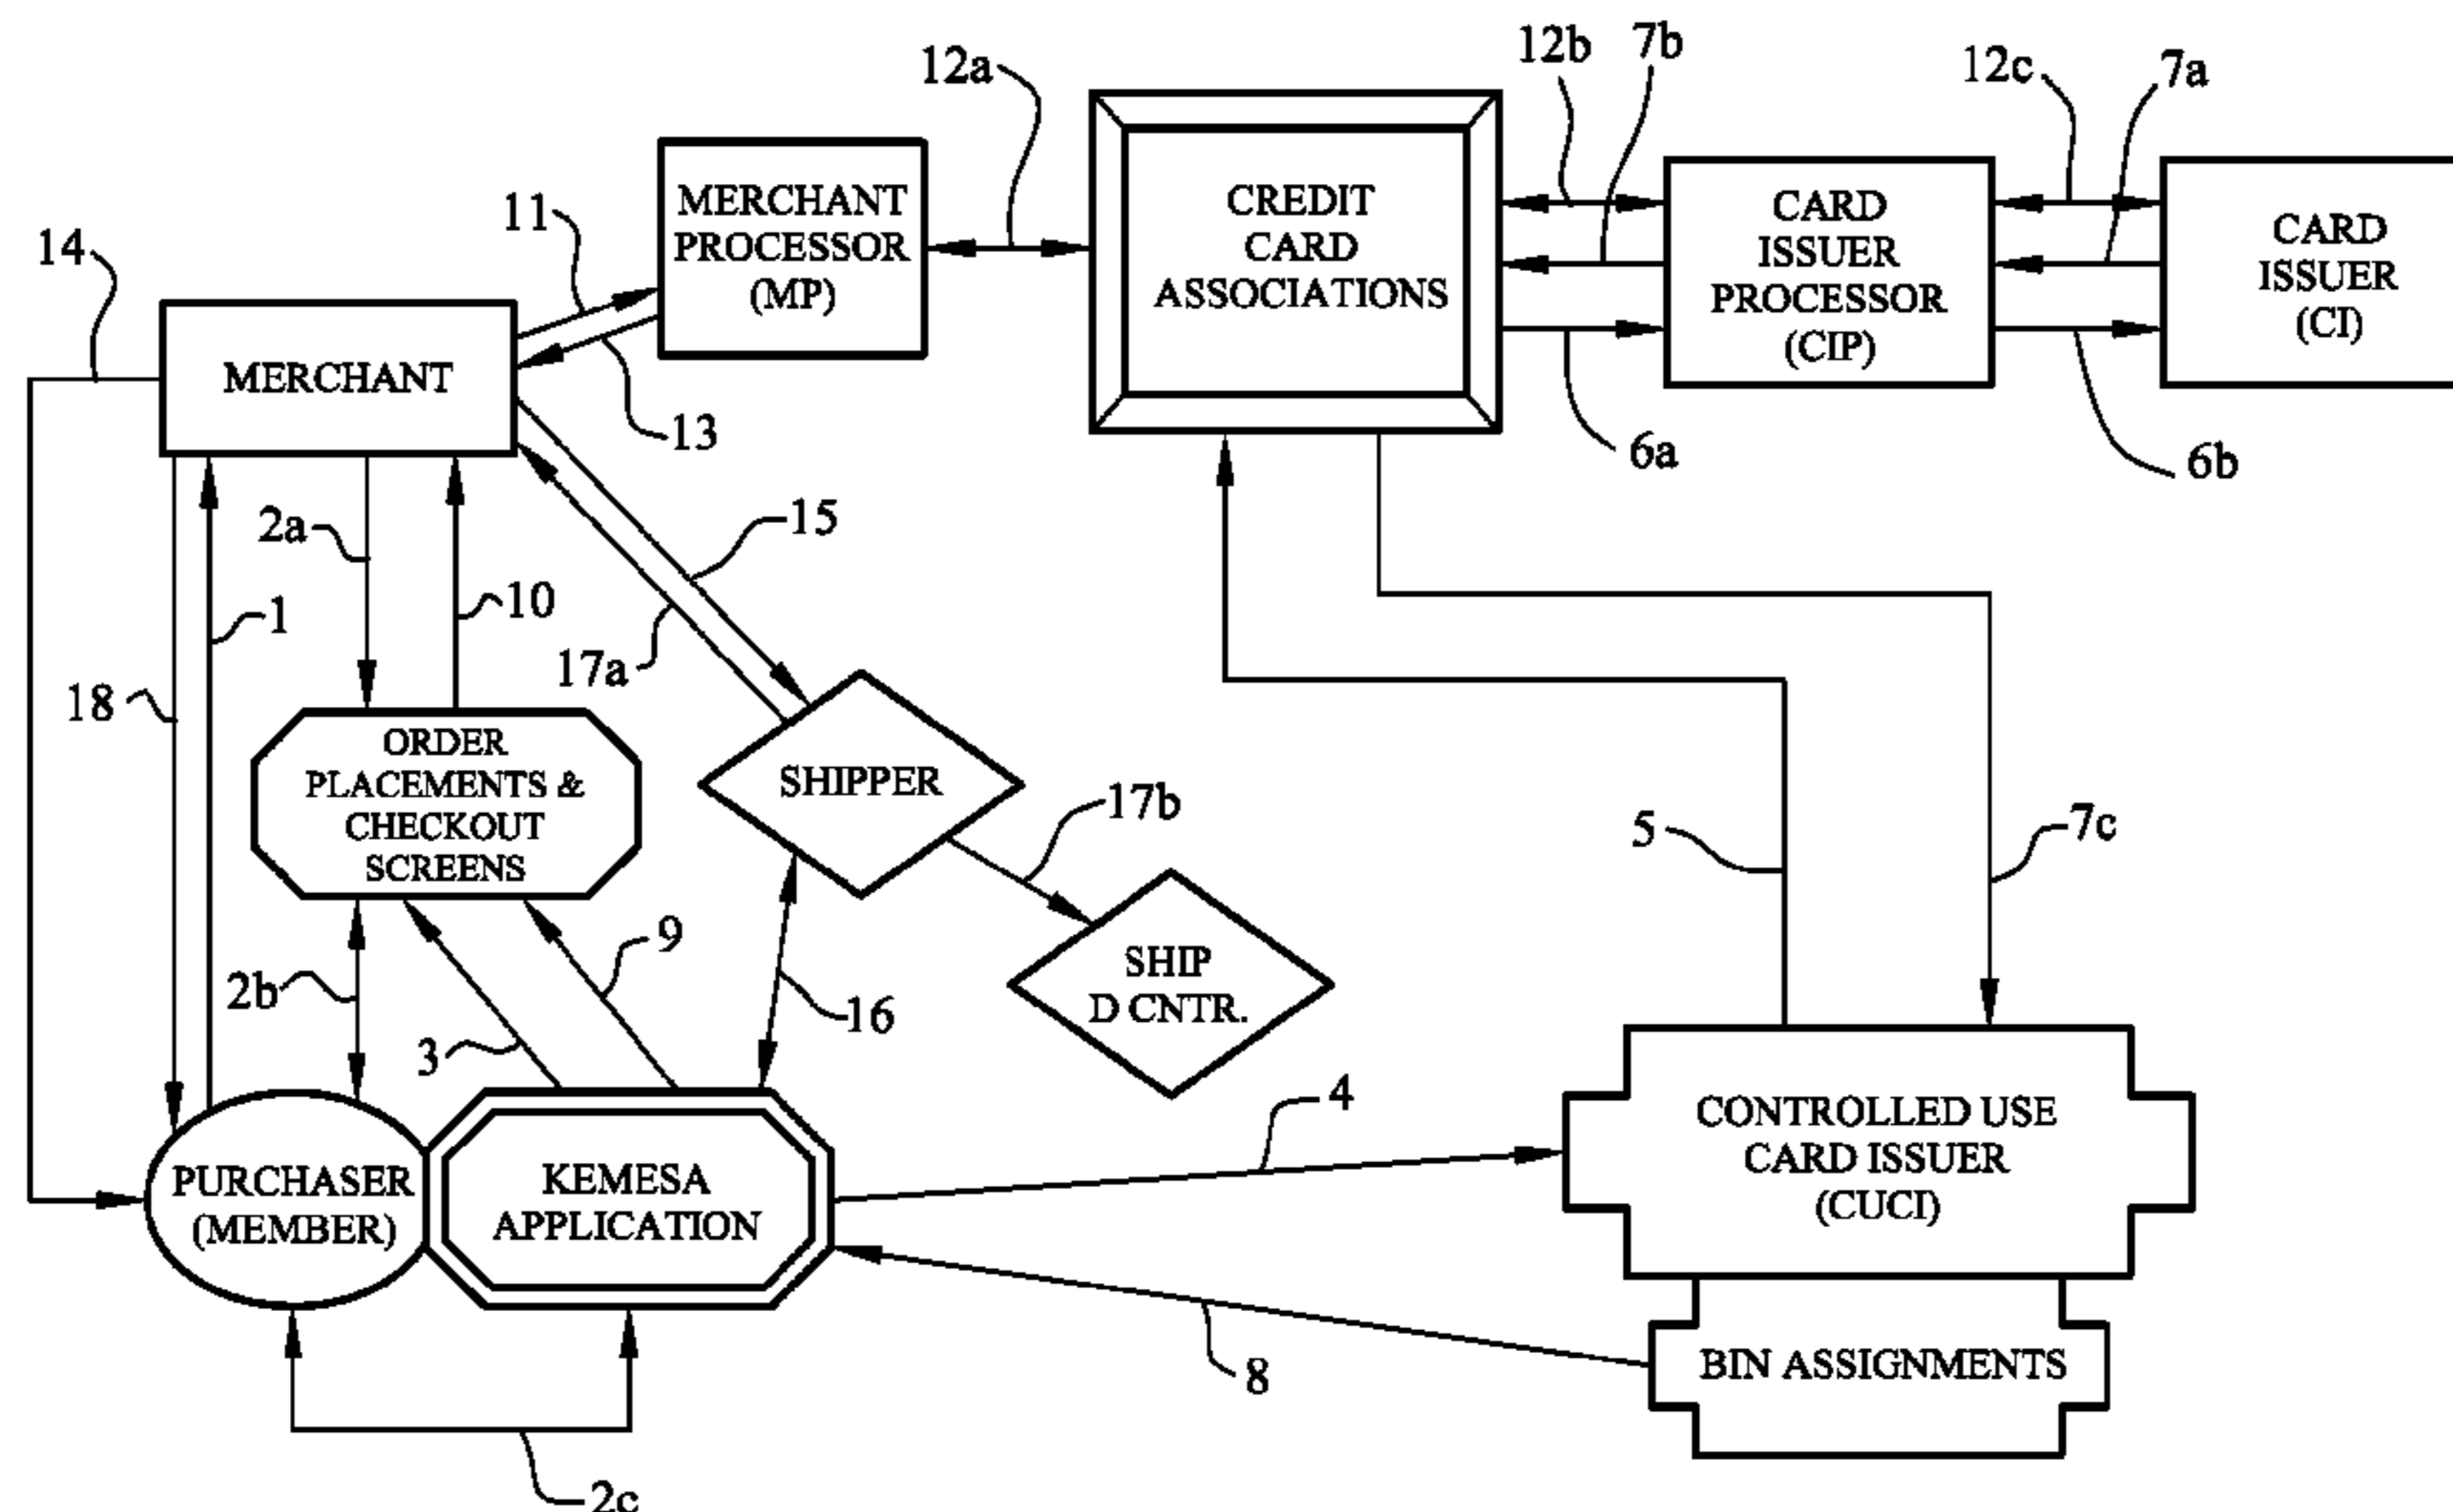 12a
12b
7b
12c
7a
14
11
MERCHANT
PROCESSOR
(MP)
CREDIT
CARD
ASSOCIATIONS
CARD
ISSUER
PROCESSOR
(CIP)
CARD
ISSUER
(CI)
MERCHANT
13
6a
6b
2a
15
1
10
17a
18
ORDER
PLACEMENTS &
CHECKOUT
SCREENS
SHIPPER
17b
5
7c
2b
9
16
SHIP
D CNTR.
3
4
PURCHASER
(MEMBER)
KEMESA
APPLICATION
CONTROLLED USE
CARD ISSUER
(CUCI)
8
BIN ASSIGNMENTS
2c